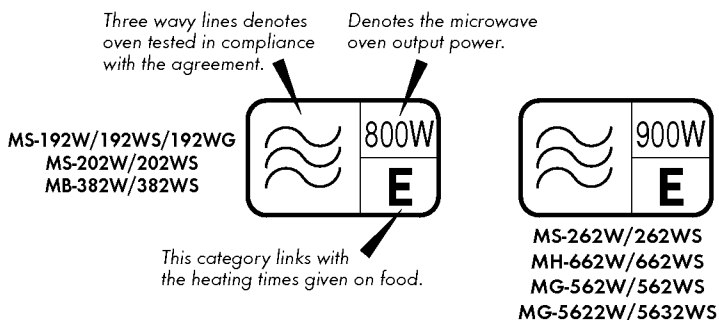 Three wavy lines denotes
oven tested in compliance
with the agreement.
Denotes the microwave
oven output power.
MS-192W/192WS/192WG
MS-202W/202WS
MB-382W/382WS
800W
E
900W
E
This category links with
the heating times given on food.
MS-262W/262WS
MH-662W/662WS
MG-562W/562WS
MG-5622W/5632WS